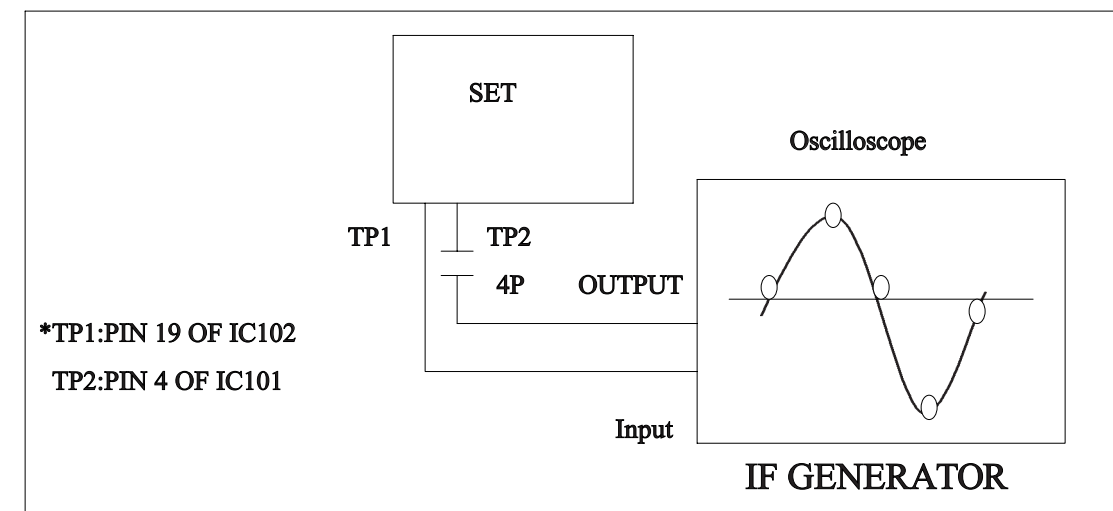 SET
Oscilloscope
TP1
TP2
4P
OUTPUT
*TP1:PIN 19 OF IC102
TP2:PIN 4 OF IC101
Input
IF GENERATOR